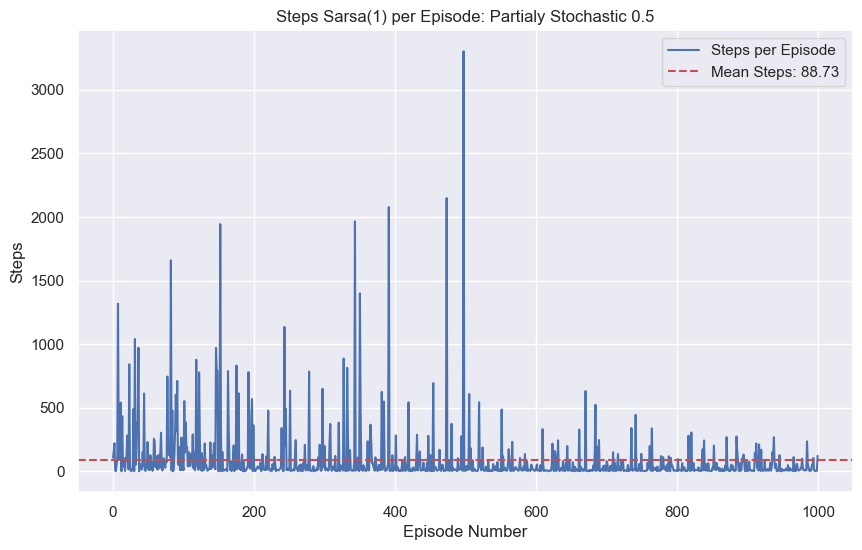 Steps Sarsa(1) per Episode: Partialy Stochastic 0.5
Steps per Episode
Mean Steps: 88.73
3000
2500
2000
1500
1000
500
0
Steps
0 200 400 600 800 1000
Episode Number